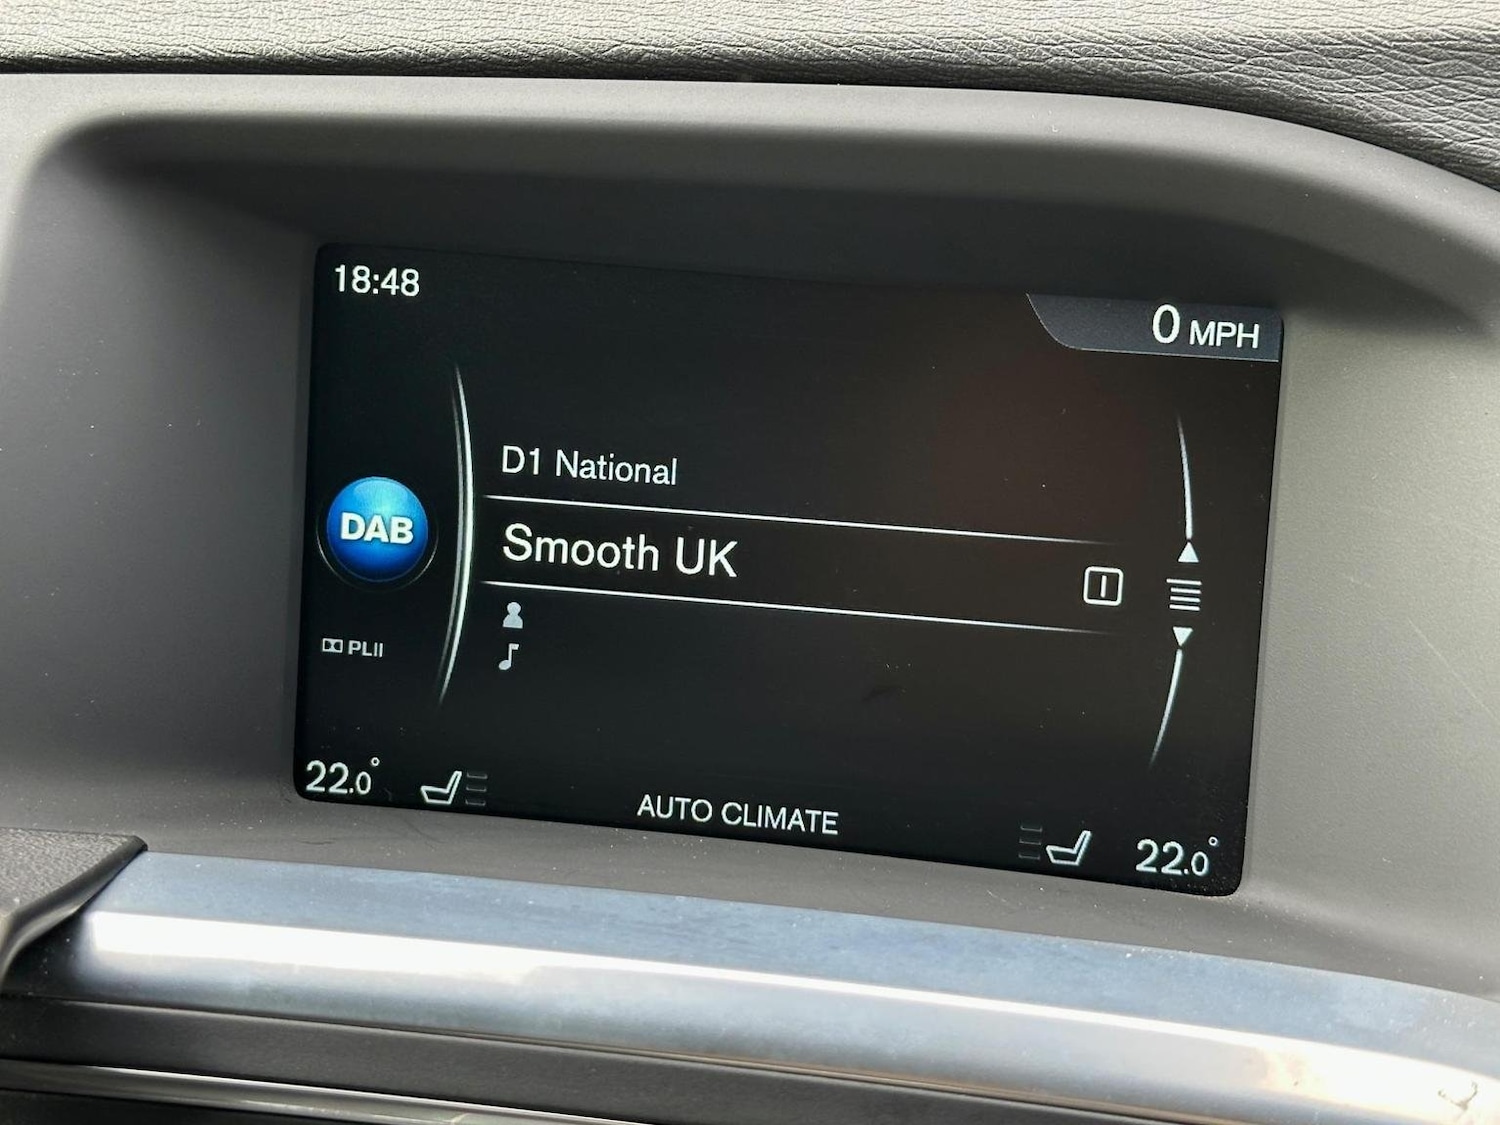 18:48
0 MPH
D1 National
DAB
Smooth UK
PLII
22.0°
AUTO CLIMATE
22.0°